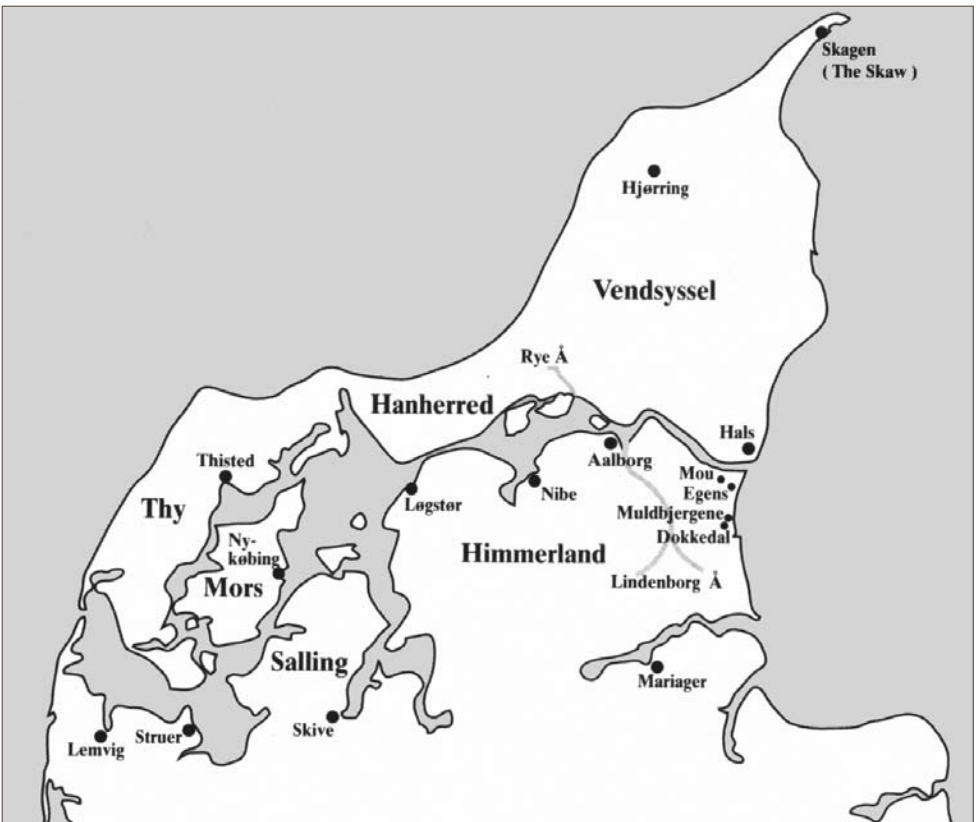 Skagen
( The Skaw )
Hjørring
Vendsyssel
Rye Å
Hanherred
Hals
Aalborg
Thisted
Mou
Egens
Løgstør
Nibe
Thy
Muldbjergene
Dokkedal
Ny-
købing
Himmerland
Lindenborg Å
Mors
Salling
Mariager
Skive
Struer
Lemvig